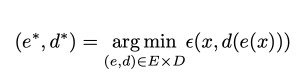 (e*, d*) = arg min ϵ(x, d(e(x)))
(e,d)∈E×D